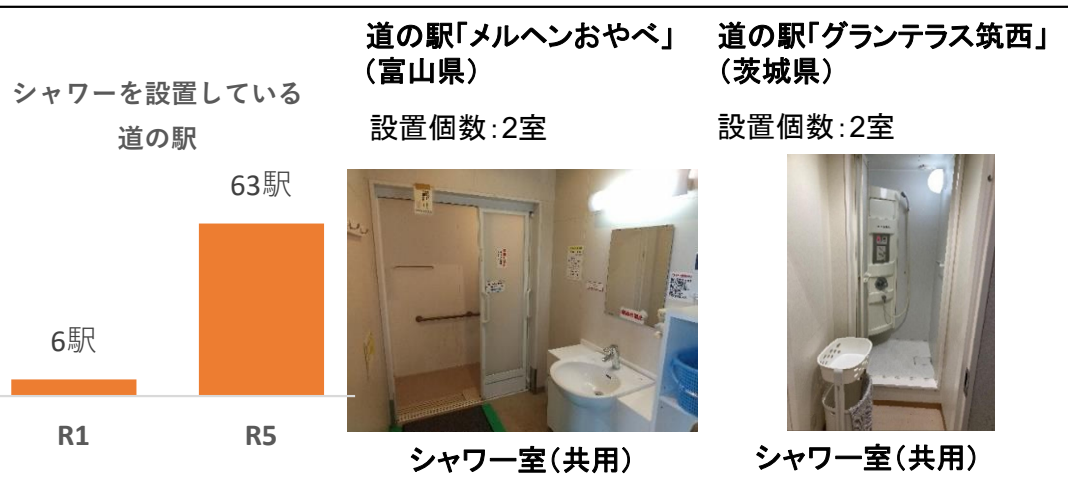 シャワーを設置している
道の駅
63駅
6駅
R1
R5
道の駅「メルヘンおやべ」
（富山県）
設置個数：2室
シャワー室（共用）
道の駅「グランテラス筑西」
（茨城県）
設置個数：2室
シャワー室（共用）